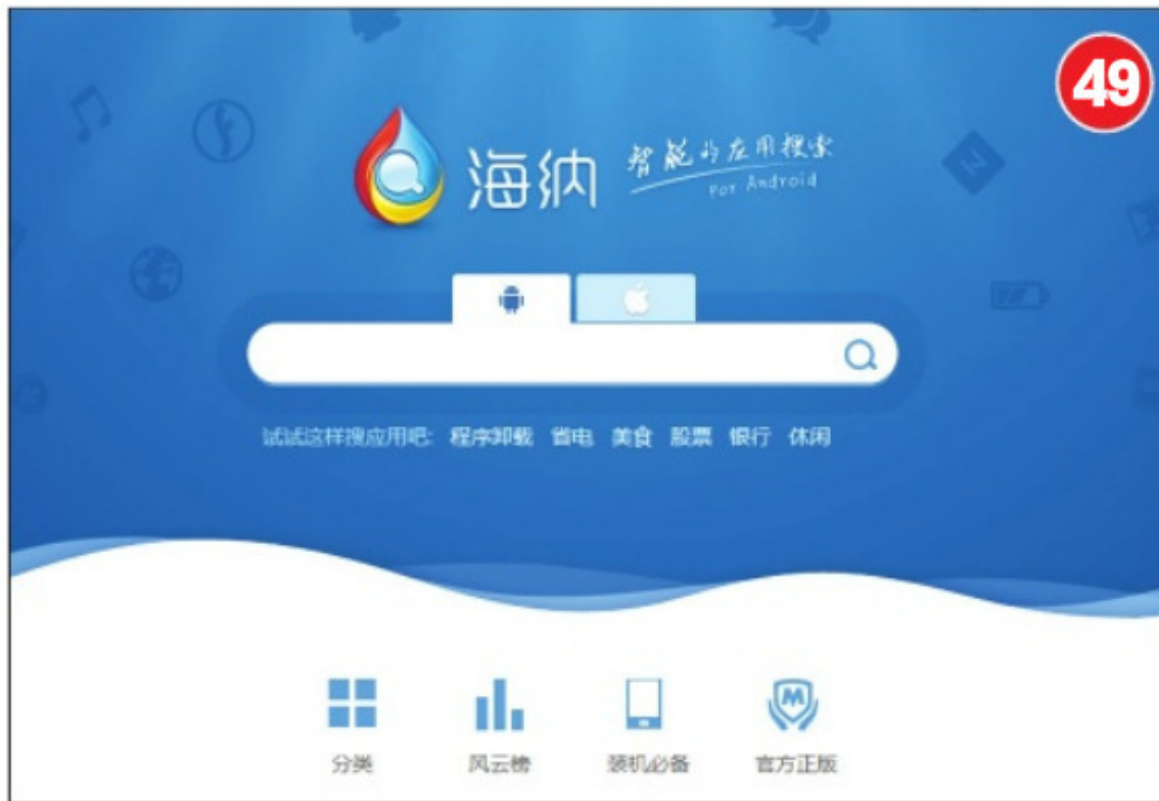 49
海纳
智能的应用搜索
For Android
试试这样搜应用吧: 程序卸载 省电 美食 股票 银行 休闲
分类 风云榜 装机必备 官方正版